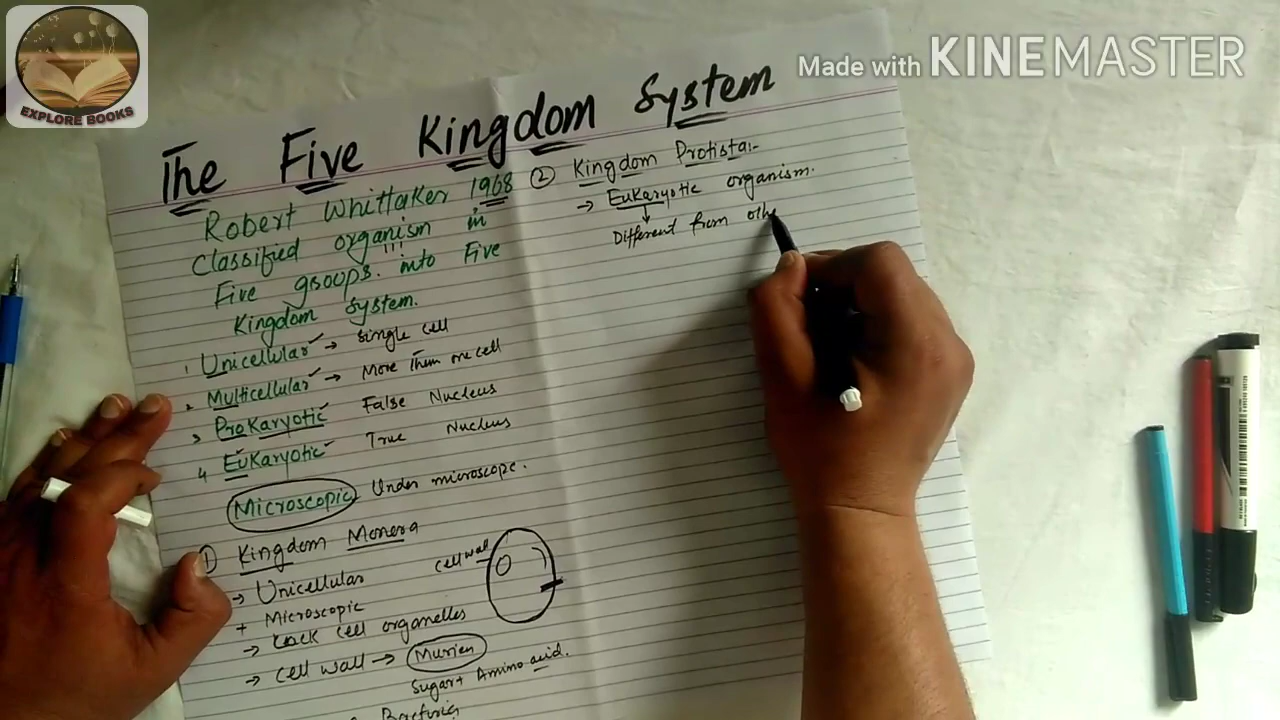 EXPLORE BOOKS
Made with KINEMASTER
The Five Kingdom System
Robert Whittaker 1968
Classified organism in
Five groups. into Five
Kingdom System.
1 Unicellular → Single cell
2 Multicellular → More Them one cell
3 ProKaryotic False Nucleus
4 EuKaryotic True Nucleus
Microscopic Under microscope.
① Kingdom Monera
→ Unicellular
+ Microscopic
→ Lack cell organelles
→ Cell wall → Murien
Sugar + Amino acid.
Bacteria
cell wall
② Kingdom Protista:-
→ EuKaryotic organism.
Different from othe